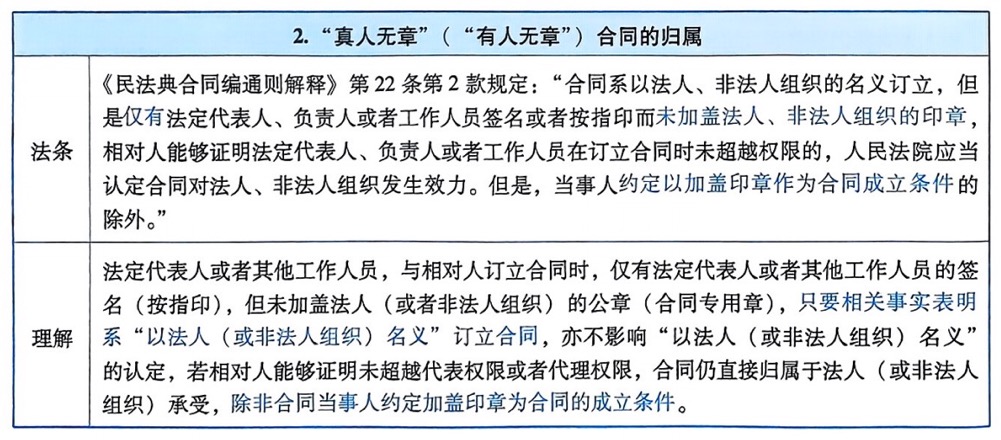 2. “真人无章”(“有人无章”)合同的归属
法条
《民法典合同编通则解释》第 22 条第 2 款规定：“合同系以法人、非法人组织的名义订立，但
是仅有法定代表人、负责人或者工作人员签名或者按指印而未加盖法人、非法人组织的印章，
相对人能够证明法定代表人、负责人或者工作人员在订立合同时未超越权限的，人民法院应当
认定合同对法人、非法人组织发生效力。但是，当事人约定以加盖印章作为合同成立条件的
除外。”
理解
法定代表人或者其他工作人员，与相对人订立合同时，仅有法定代表人或者其他工作人员的签
名（按指印），但未加盖法人（或者非法人组织）的公章（合同专用章），只要相关事实表明
系“以法人（或非法人组织）名义”订立合同，亦不影响“以法人（或非法人组织）名义”
的认定，若相对人能够证明未超越代表权限或者代理权限，合同仍直接归属于法人（或非法人
组织）承受，除非合同当事人约定加盖印章为合同的成立条件。